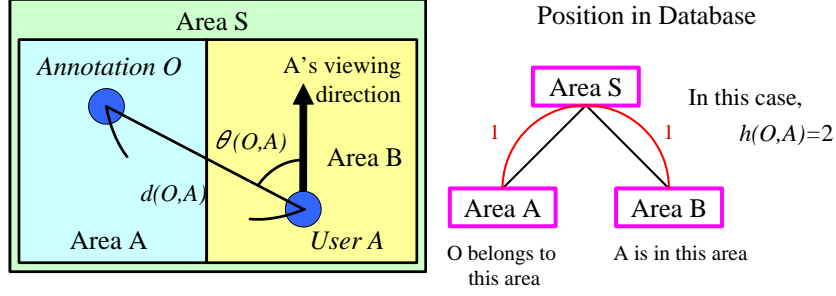 Area S
Annotation O
A's viewing
direction
θ(O,A)
Area B
d(O,A)
Area A
User A
Position in Database
Area S
In this case,
h(O,A)=2
1
1
Area A
Area B
O belongs to
this area
A is in this area